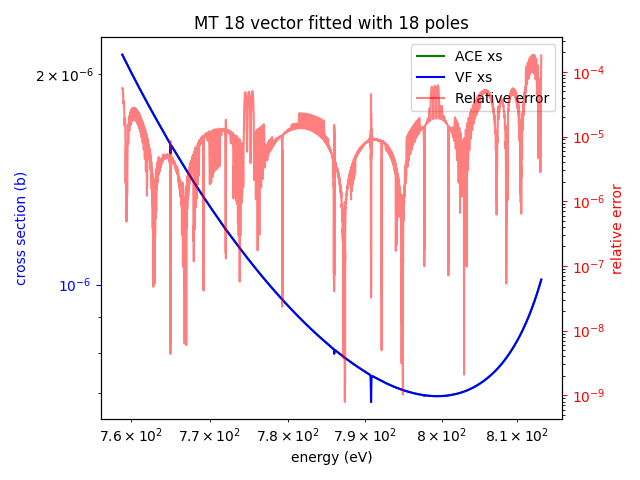 MT 18 vector fitted with 18 poles
ACE xs
VF xs
Relative error
2 × 10⁻⁶
10⁻⁶
cross section (b)
10⁻⁴
10⁻⁵
10⁻⁶
10⁻⁷
10⁻⁸
10⁻⁹
relative error
7.6 × 10² 7.7 × 10² 7.8 × 10² 7.9 × 10² 8 × 10² 8.1 × 10²
energy (eV)